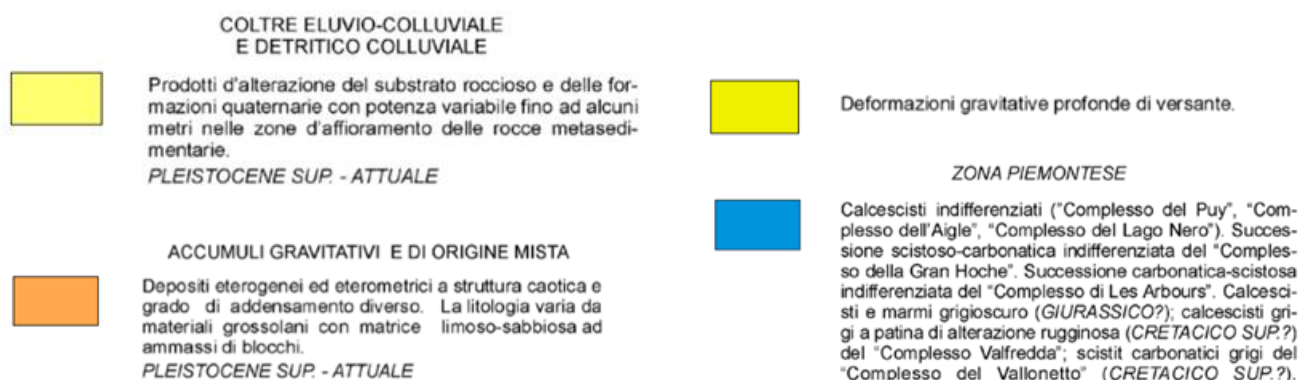 COLTRE ELUVIO-COLLUVIALE
E DETRITICO COLLUVIALE
Prodotti d'alterazione del substrato roccioso e delle for-
mazioni quaternarie con potenza variabile fino ad alcuni
metri nelle zone d'affioramento delle rocce metasedi-
mentarie.
PLEISTOCENE SUP. - ATTUALE
ACCUMULI GRAVITATIVI E DI ORIGINE MISTA
Depositi eterogenei ed eterometrici a struttura caotica e
grado di addensamento diverso. La litologia varia da
materiali grossolani con matrice limoso-sabbiosa ad
ammassi di blocchi.
PLEISTOCENE SUP. - ATTUALE
Deformazioni gravitative profonde di versante.
ZONA PIEMONTESE
Calcescisti indifferenziati ("Complesso del Puy", "Com-
plesso dell'Aigle", "Complesso del Lago Nero"). Succes-
sione scistoso-carbonatica indifferenziata del "Comples-
so della Gran Hoche". Successione carbonatica-scistosa
indifferenziata del "Complesso di Les Arbours". Calcesci-
sti e marmi grigioscuro (GIURASSICO?); calcescisti gri-
gi a patina di alterazione rugginosa (CRETACICO SUP.?)
del "Complesso Valfredda"; scistit carbonatici grigi del
"Complesso del Vallonetto" (CRETACICO SUP.?).